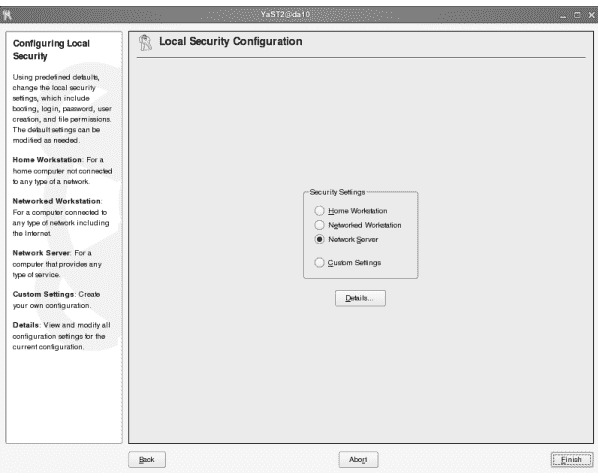 YaST2@da10
Configuring Local
Security
Using predefined defaults,
change the local security
settings, which include
booting, login, password, user
creation, and file permissions.
The default settings can be
modified as needed.
Home Workstation: For a
home computer not connected
to any type of a network.
Networked Workstation:
For a computer connected to
any type of network including
the Internet.
Network Server: For a
computer that provides any
type of service.
Custom Settings: Create
your own configuration.
Details: View and modify all
configuration settings for the
current configuration.
Local Security Configuration
Security Settings
Home Workstation
Networked Workstation
Network Server
Custom Settings
Details...
Back
Abort
Finish